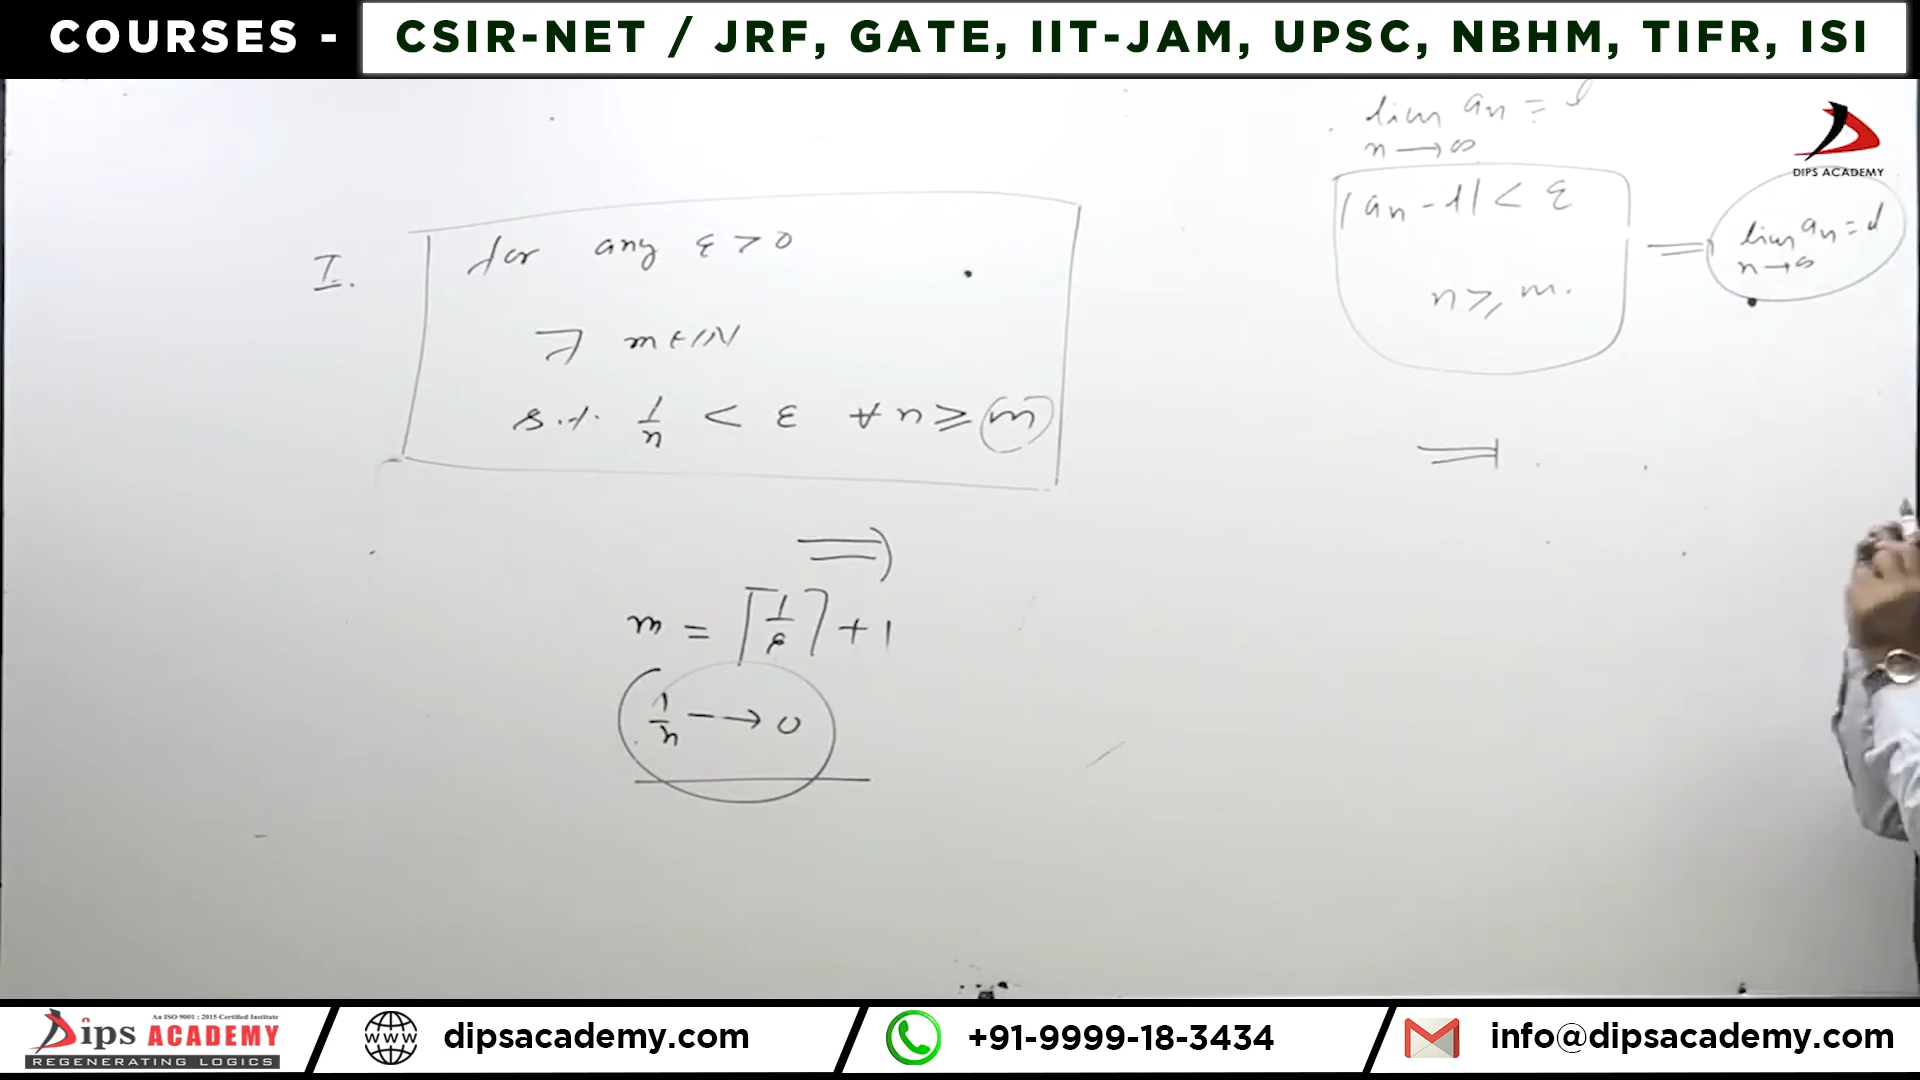 COURSES - CSIR-NET / JRF, GATE, IIT-JAM, UPSC, NBHM, TIFR, ISI
lim aₙ = l
n → ∞
DIPS ACADEMY
|aₙ - l| < ε
n ≥ m.
⇒
lim aₙ = l
n→∞
I.
for any ε > 0
∃ m ∈ ℕ
s.t. 1/n < ε ∀ n ≥ m
⇒
⇒
m = [1/ε] + 1
1/n → 0
Dips ACADEMY
An ISO 9001 : 2015 Certified Institute
REGENERATING LOGICS
WWW
dipsacademy.com
+91-9999-18-3434
info@dipsacademy.com